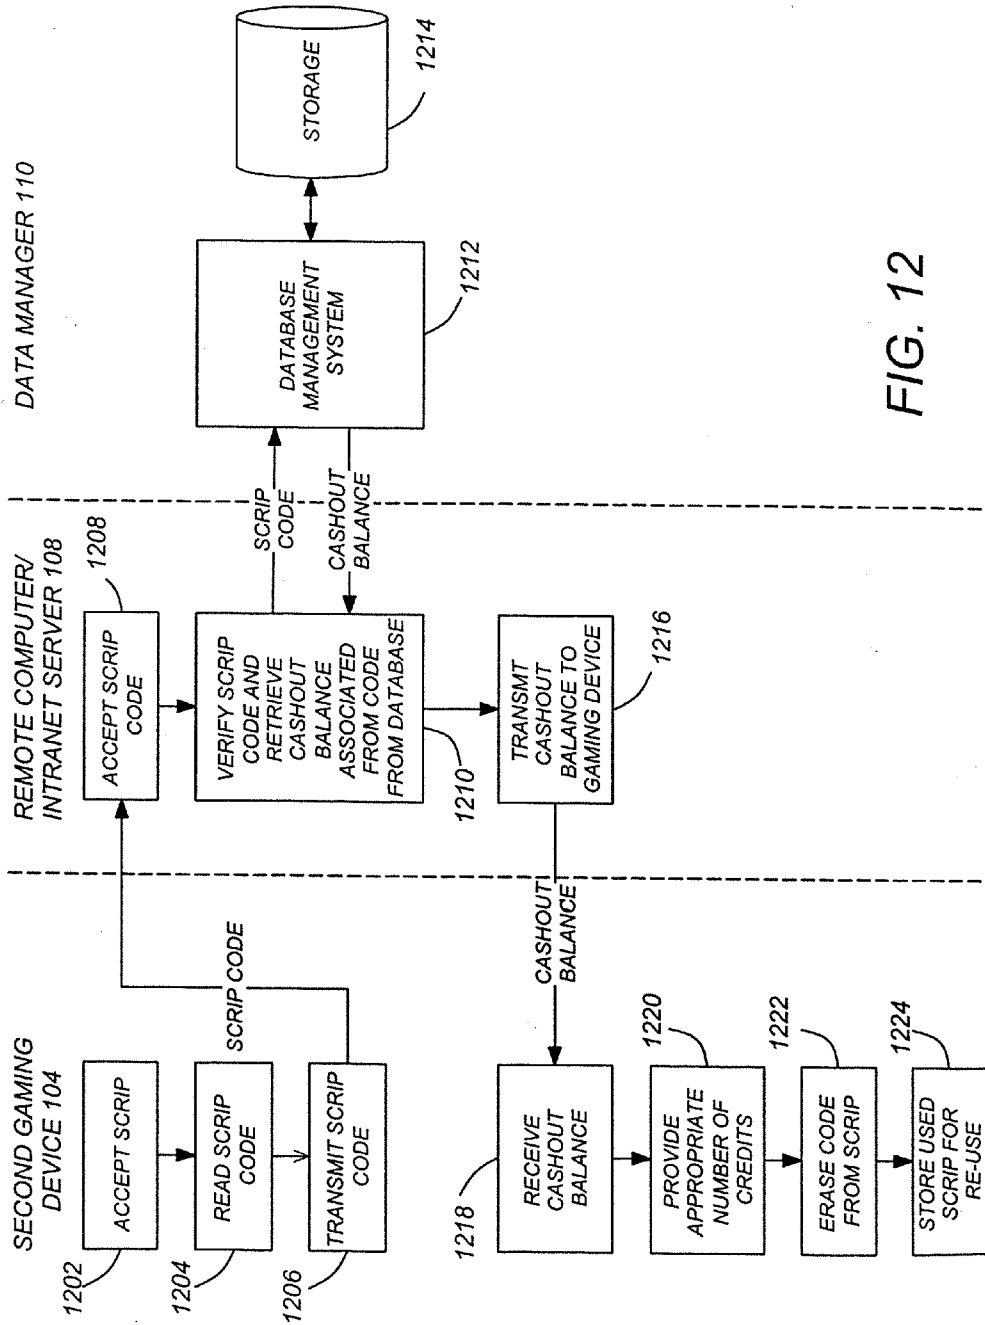 SECOND GAMING
DEVICE 104
REMOTE COMPUTER/
INTRANET SERVER 108
DATA MANAGER 110
1202
ACCEPT SCRIP
1204
READ SCRIP
CODE
1206
TRANSMIT SCRIP
CODE
SCRIP CODE
1208
ACCEPT SCRIP
CODE
VERIFY SCRIP
CODE AND
RETRIEVE
CASHOUT
BALANCE
ASSOCIATED
FROM CODE
FROM DATABASE
1210
SCRIP
CODE
CASHOUT
BALANCE
DATABASE
MANAGEMENT
SYSTEM
1212
STORAGE
1214
TRANSMT
CASHOUT
BALANCE TO
GAMING DEVICE
1216
CASHOUT
BALANCE
1218
RECEIVE
CASHOUT
BALANCE
1220
PROVIDE
APPROPRIATE
NUMBER OF
CREDITS
1222
ERASE CODE
FROM SCRIP
1224
STORE USED
SCRIP FOR
RE-USE
FIG. 12